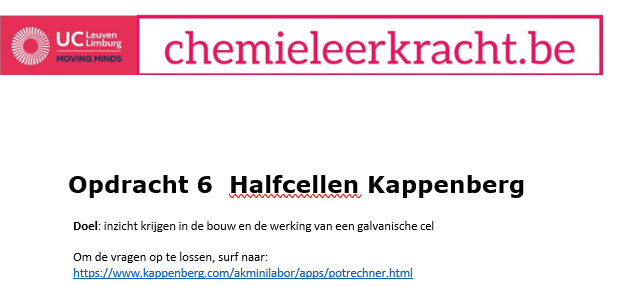 UC Leuven Limburg
MOVING MINDS
chemieleerkracht.be
Opdracht 6 Halfcellen Kappenberg
Doel: inzicht krijgen in de bouw en de werking van een galvanische cel
Om de vragen op te lossen, surf naar:
https://www.kappenberg.com/akminilabor/apps/potrechner.html